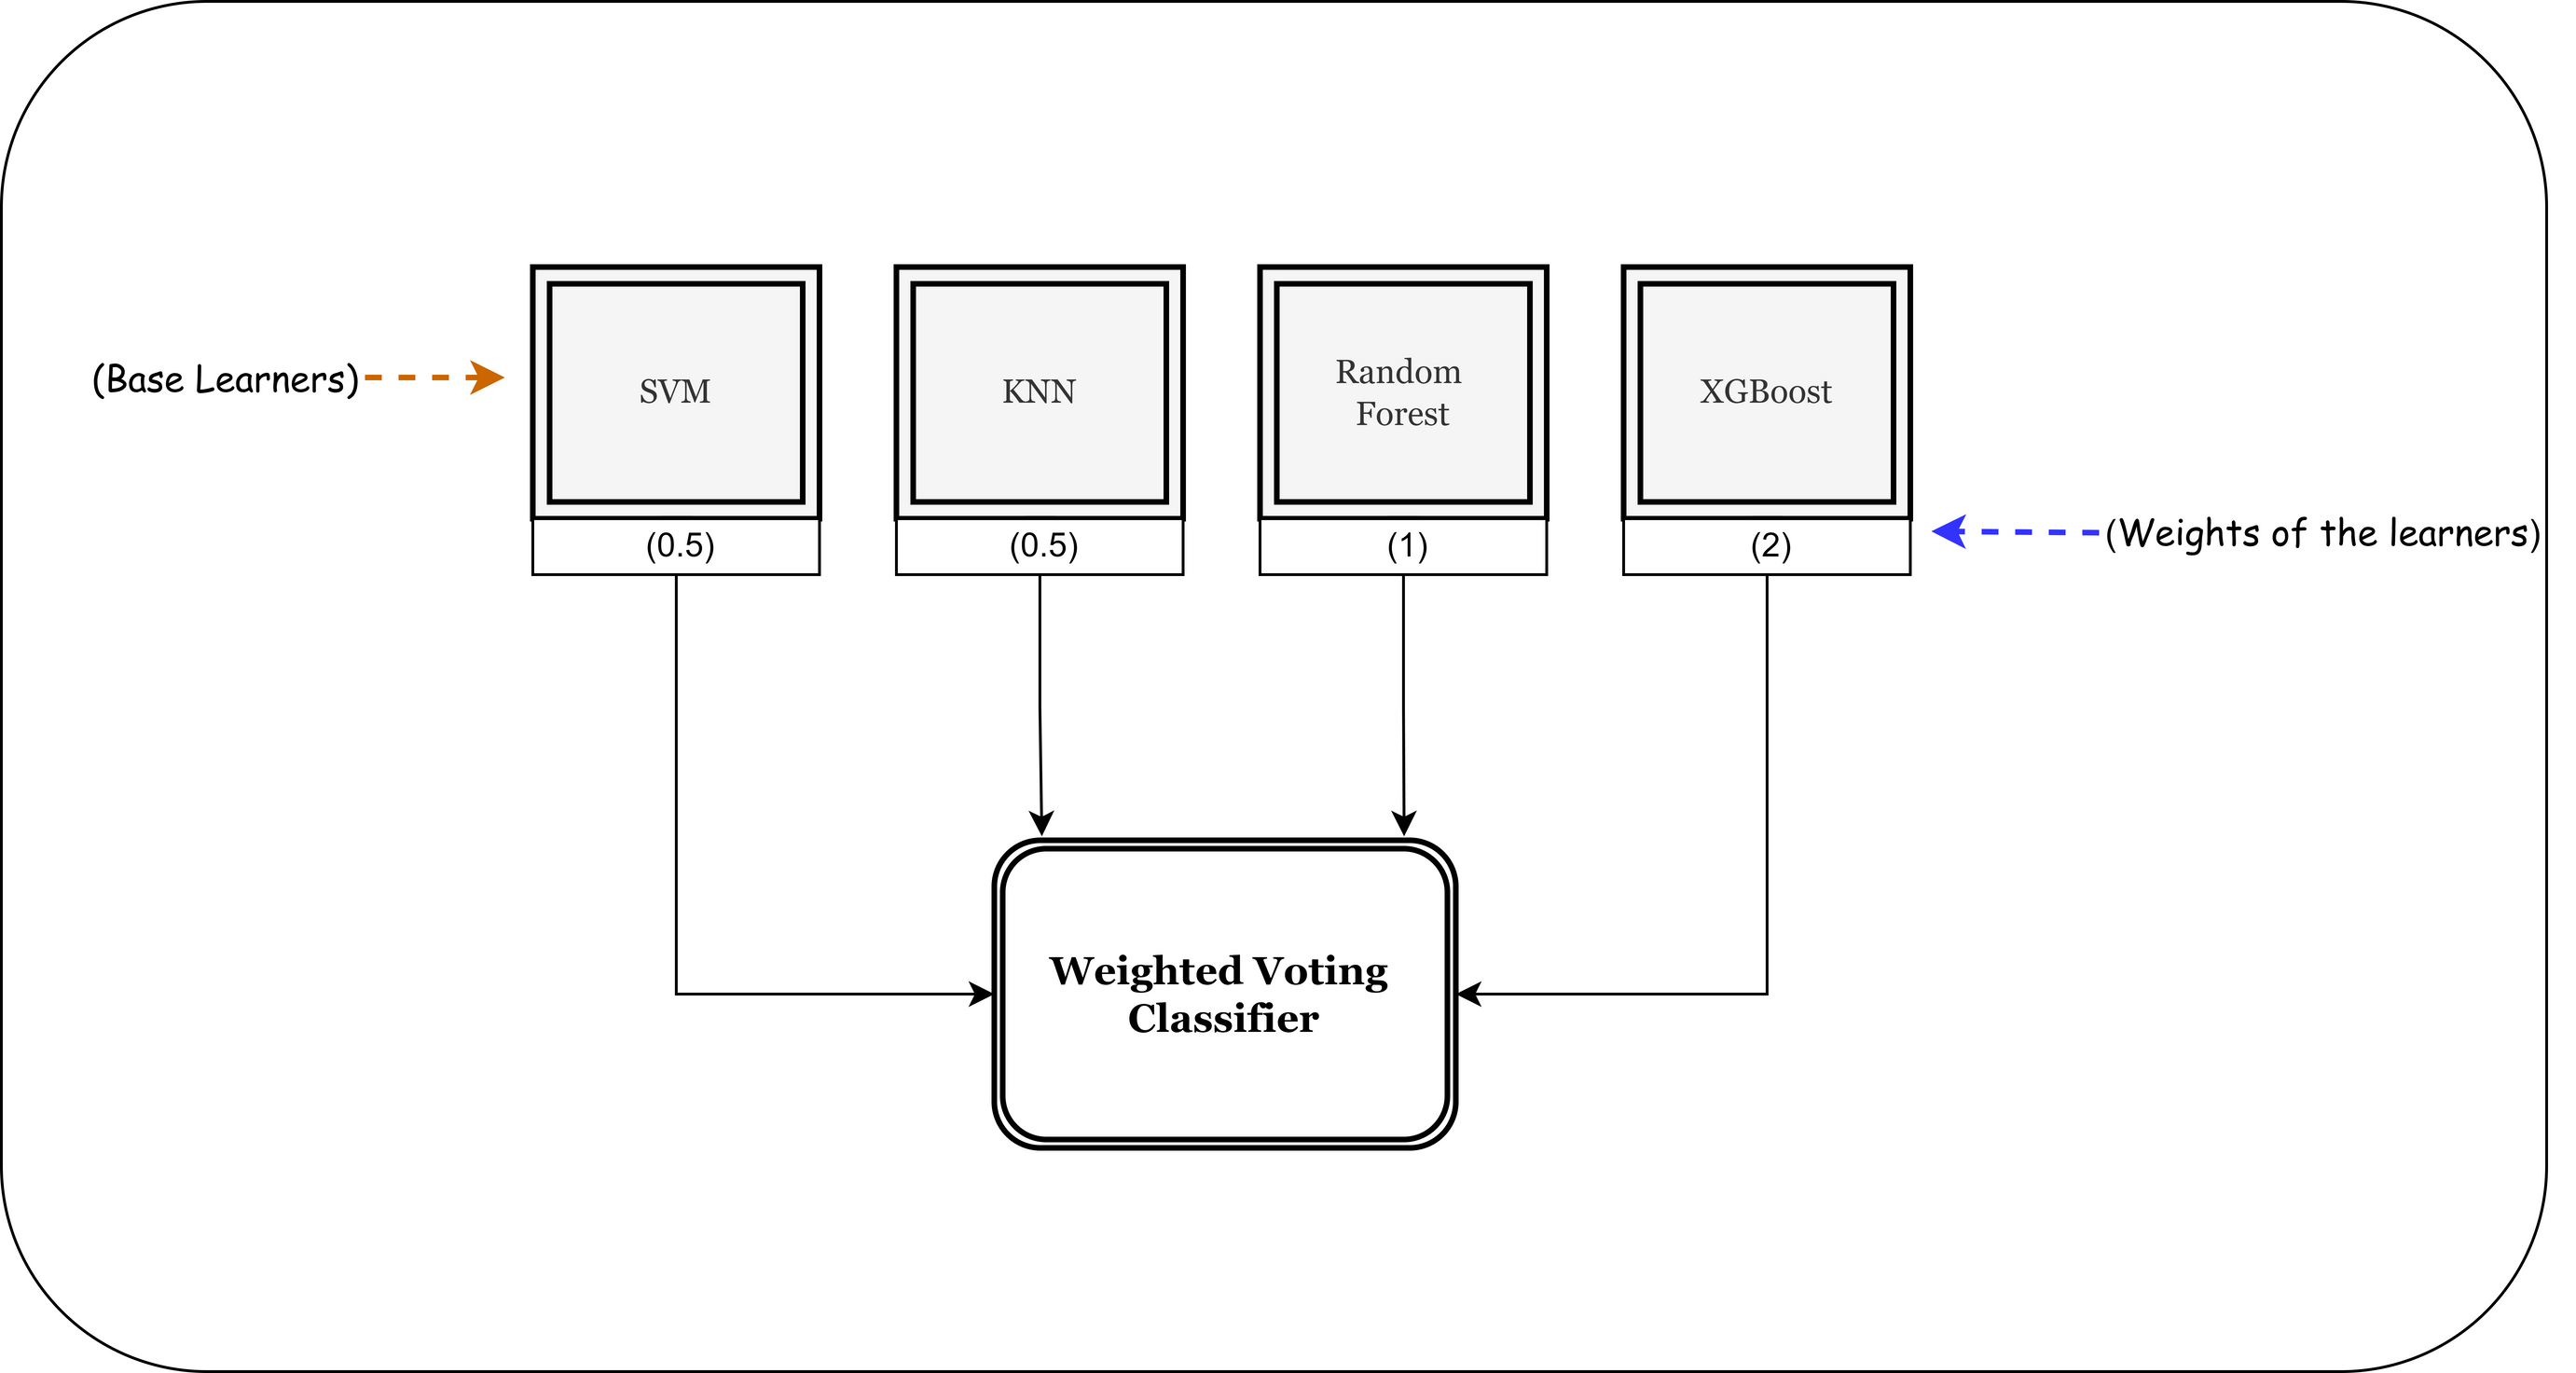 (Base Learners)
SVM
KNN
Random
Forest
XGBoost
(0.5)
(0.5)
(1)
(2)
(Weights of the learners)
Weighted Voting
Classifier